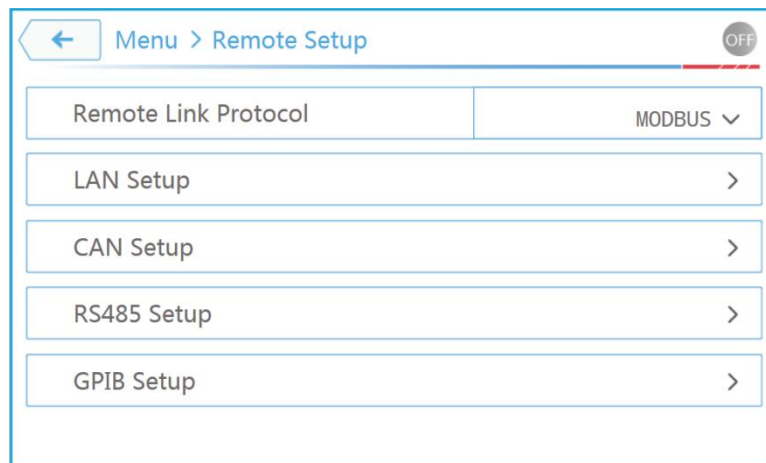 Menu > Remote Setup OFF
Remote Link Protocol MODBUS
LAN Setup
CAN Setup
RS485 Setup
GPIB Setup